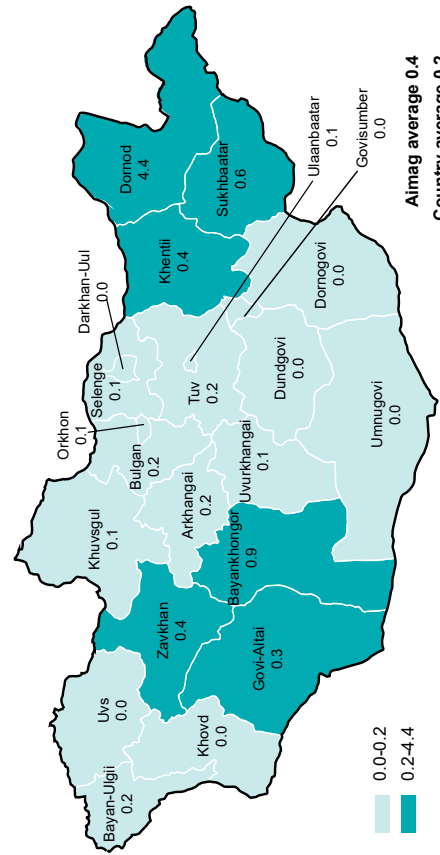 Bayan-Ulgii
0.2
Uvs
0.0
Khovd
0.0
Zavkhan
0.4
Govi-Altai
0.3
Bayankhongor
0.9
Khuvsgul
0.1
Arkhangai
0.2
Uvurkhangai
0.1
Orkhon
0.1
Bulgan
0.2
Selenge
0.1
Darkhan-Uul
0.0
Tuv
0.2
Dundgovi
0.0
Umnugovi
0.0
Dornogovi
0.0
Khentii
0.4
Dornod
4.4
Sukhbaatar
0.6
Ulaanbaatar
0.1
Govisumber
0.0
0.0-0.2
0.2-4.4
Aimag average 0.4
Country average